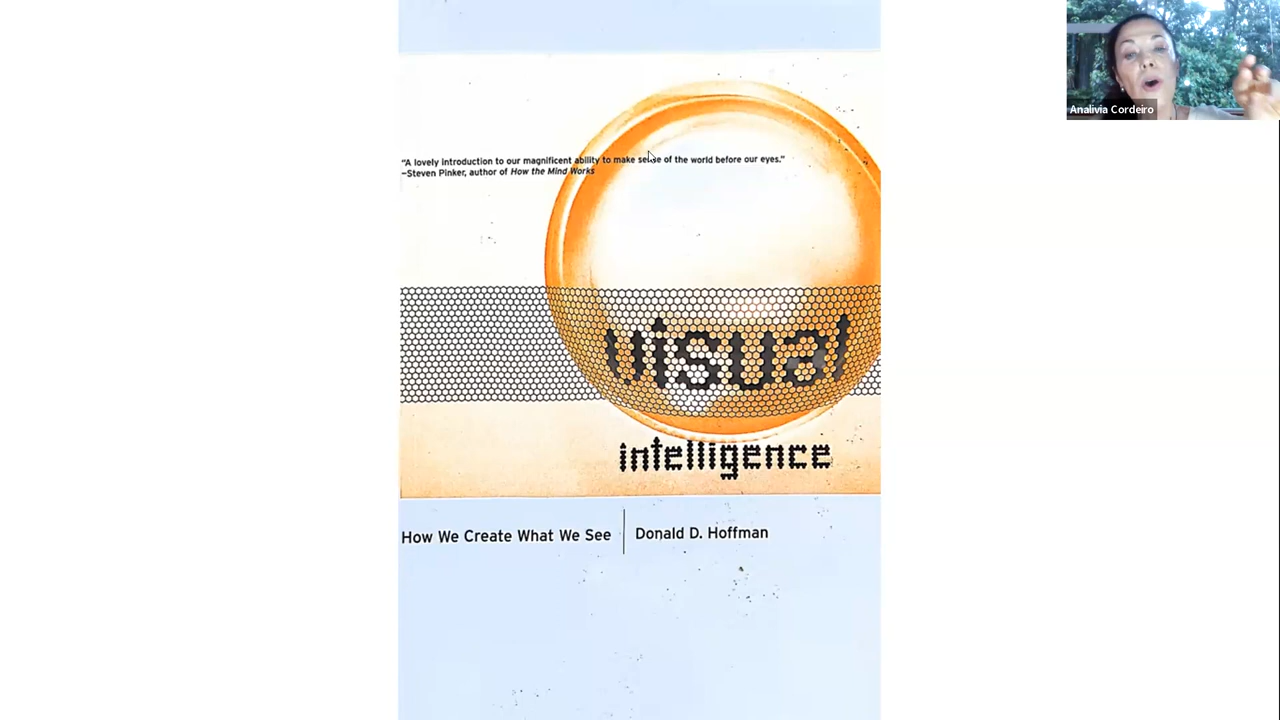 “A lovely introduction to our magnificent ability to make sense of the world before our eyes.”
–Steven Pinker, author of How the Mind Works
visual
intelligence
How We Create What We See
Donald D. Hoffman
Analivia Cordeiro